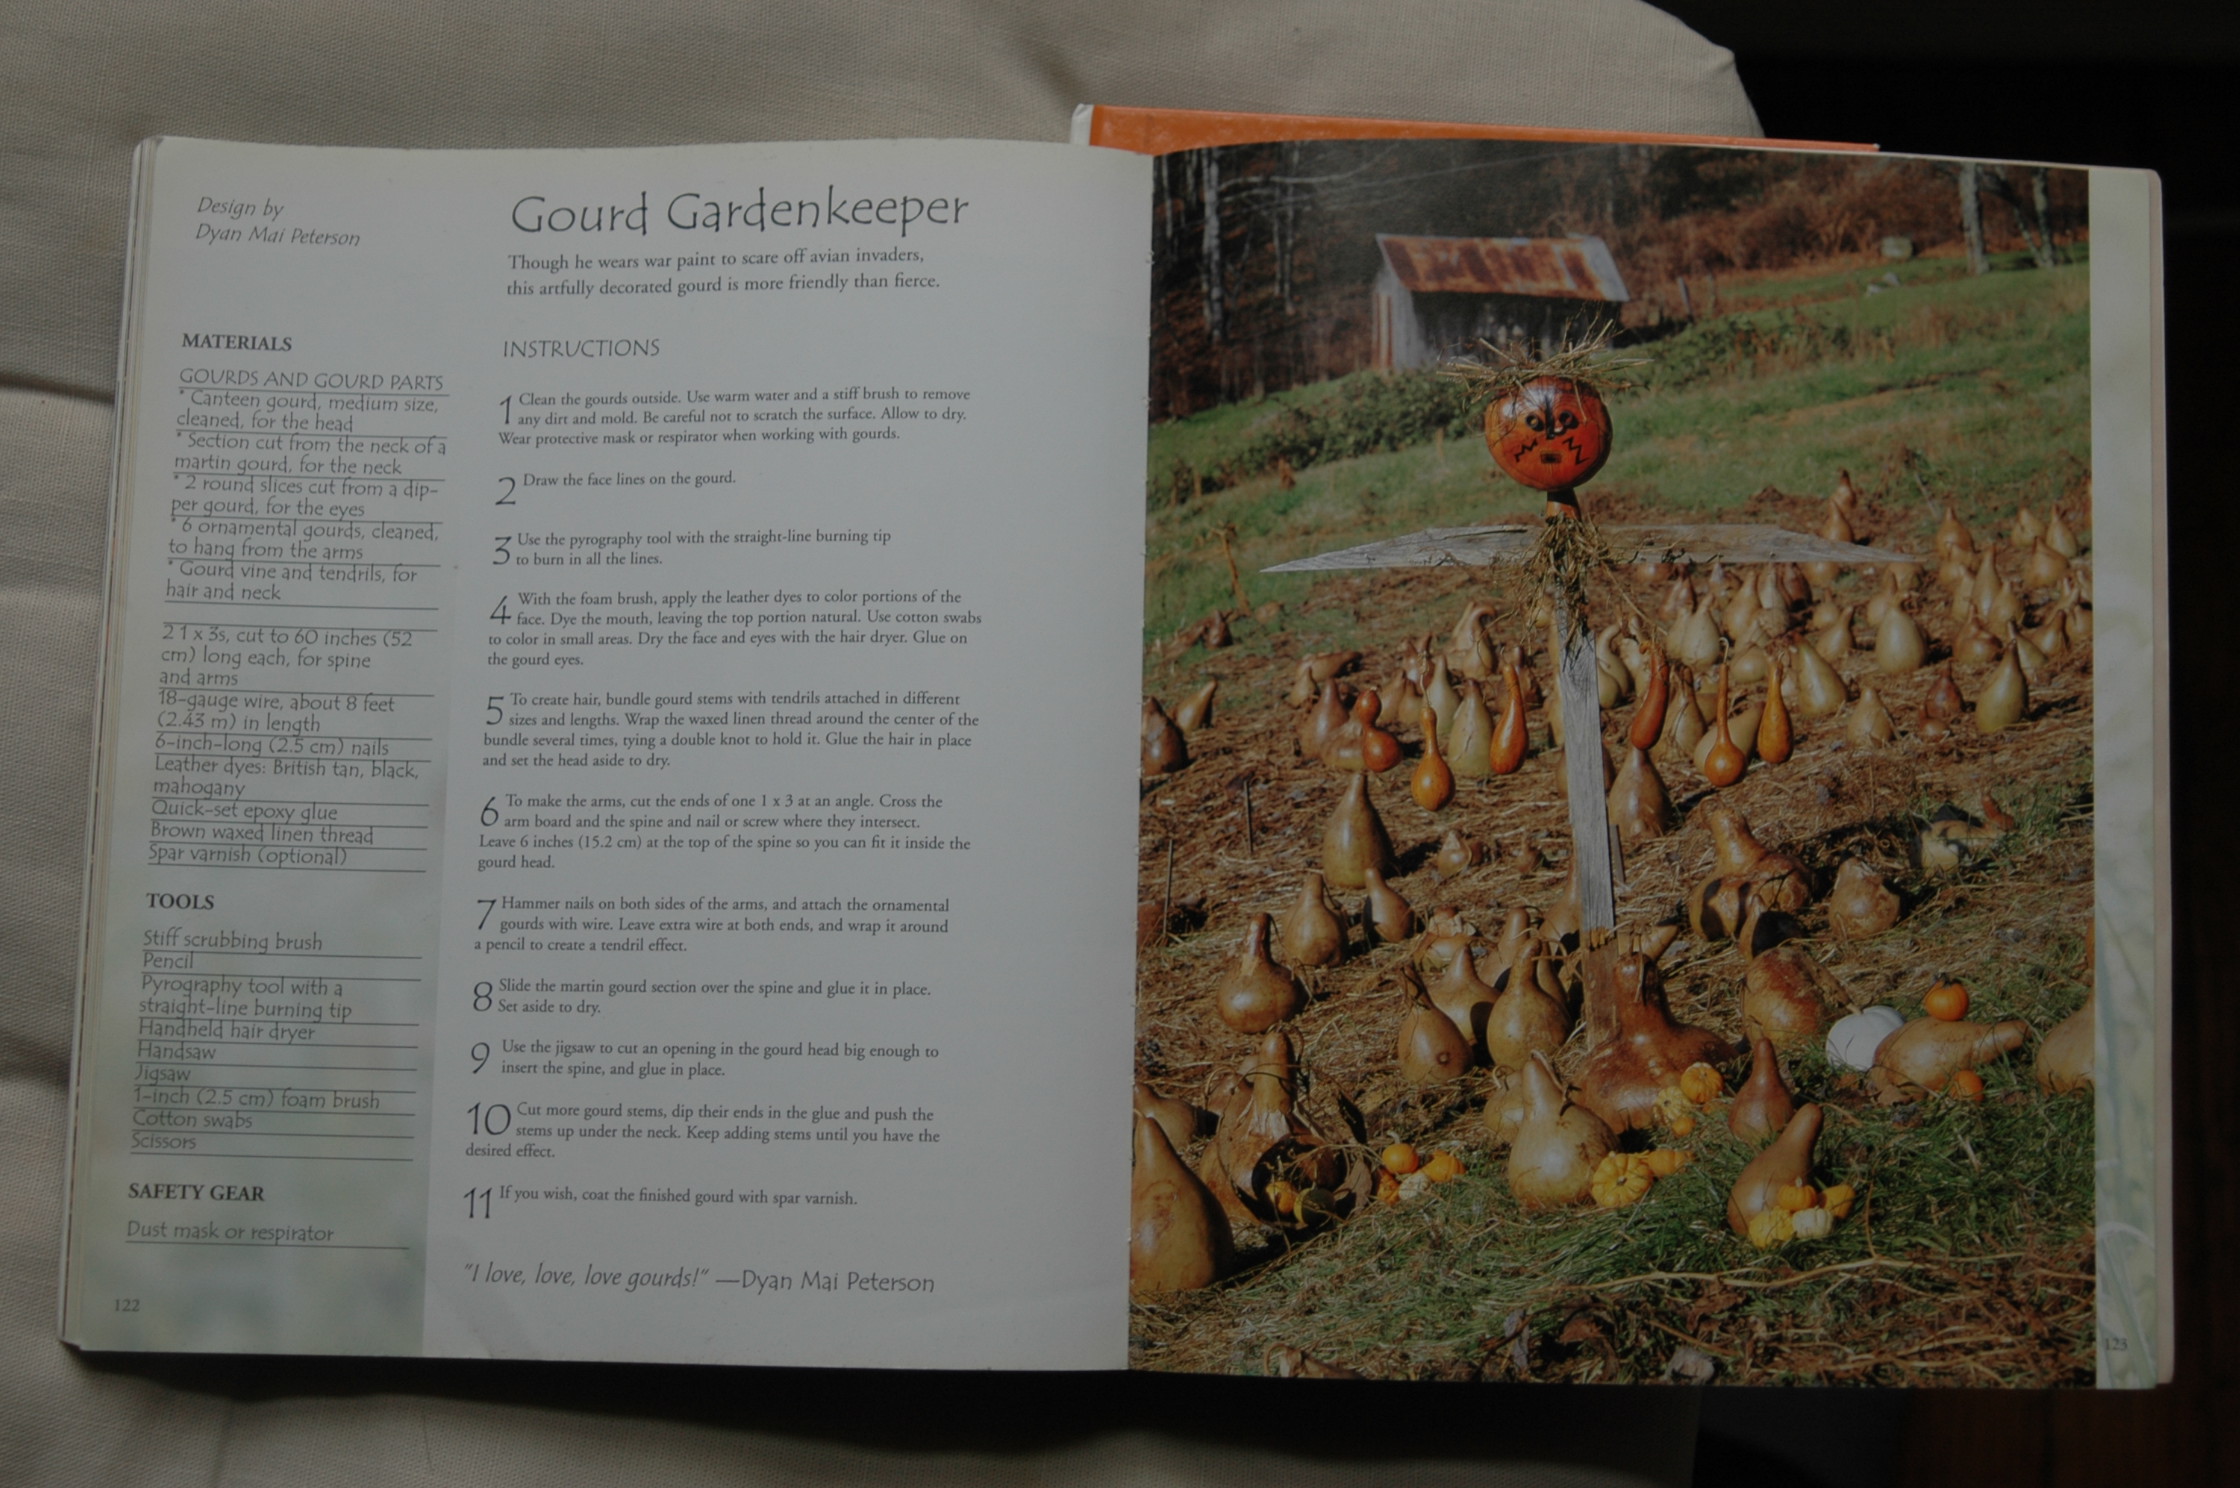 Design by
Dyan Mai Peterson
MATERIALS
GOURDS AND GOURD PARTS
* Canteen gourd, medium size,
cleaned, for the head
* Section cut from the neck of a
martin gourd, for the neck
* 2 round slices cut from a dip-
per gourd, for the eyes
* 6 ornamental gourds, cleaned,
to hang from the arms
* Gourd vine and tendrils, for
hair and neck
2 1 x 3s, cut to 60 inches (52
cm) long each, for spine
and arms
18-gauge wire, about 8 feet
(2.43 m) in length
6-inch-long (2.5 cm) nails
Leather dyes: British tan, black,
mahogany
Quick-set epoxy glue
Brown waxed linen thread
Spar varnish (optional)
TOOLS
Stiff scrubbing brush
Pencil
Pyrography tool with a
straight-line burning tip
Handheld hair dryer
Handsaw
Jigsaw
1-inch (2.5 cm) foam brush
Cotton swabs
Scissors
SAFETY GEAR
Dust mask or respirator
122
Gourd Gardenkeeper
Though he wears war paint to scare off avian invaders,
this artfully decorated gourd is more friendly than fierce.
INSTRUCTIONS
1 Clean the gourds outside. Use warm water and a stiff brush to remove
any dirt and mold. Be careful not to scratch the surface. Allow to dry.
Wear protective mask or respirator when working with gourds.
2 Draw the face lines on the gourd.
3 Use the pyrography tool with the straight-line burning tip
to burn in all the lines.
4 With the foam brush, apply the leather dyes to color portions of the
face. Dye the mouth, leaving the top portion natural. Use cotton swabs
to color in small areas. Dry the face and eyes with the hair dryer. Glue on
the gourd eyes.
5 To create hair, bundle gourd stems with tendrils attached in different
sizes and lengths. Wrap the waxed linen thread around the center of the
bundle several times, tying a double knot to hold it. Glue the hair in place
and set the head aside to dry.
6 To make the arms, cut the ends of one 1 x 3 at an angle. Cross the
arm board and the spine and nail or screw where they intersect.
Leave 6 inches (15.2 cm) at the top of the spine so you can fit it inside the
gourd head.
7 Hammer nails on both sides of the arms, and attach the ornamental
gourds with wire. Leave extra wire at both ends, and wrap it around
a pencil to create a tendril effect.
8 Slide the martin gourd section over the spine and glue it in place.
Set aside to dry.
9 Use the jigsaw to cut an opening in the gourd head big enough to
insert the spine, and glue in place.
10 Cut more gourd stems, dip their ends in the glue and push the
stems up under the neck. Keep adding stems until you have the
desired effect.
11 If you wish, coat the finished gourd with spar varnish.
"I love, love, love gourds!" —Dyan Mai Peterson
123